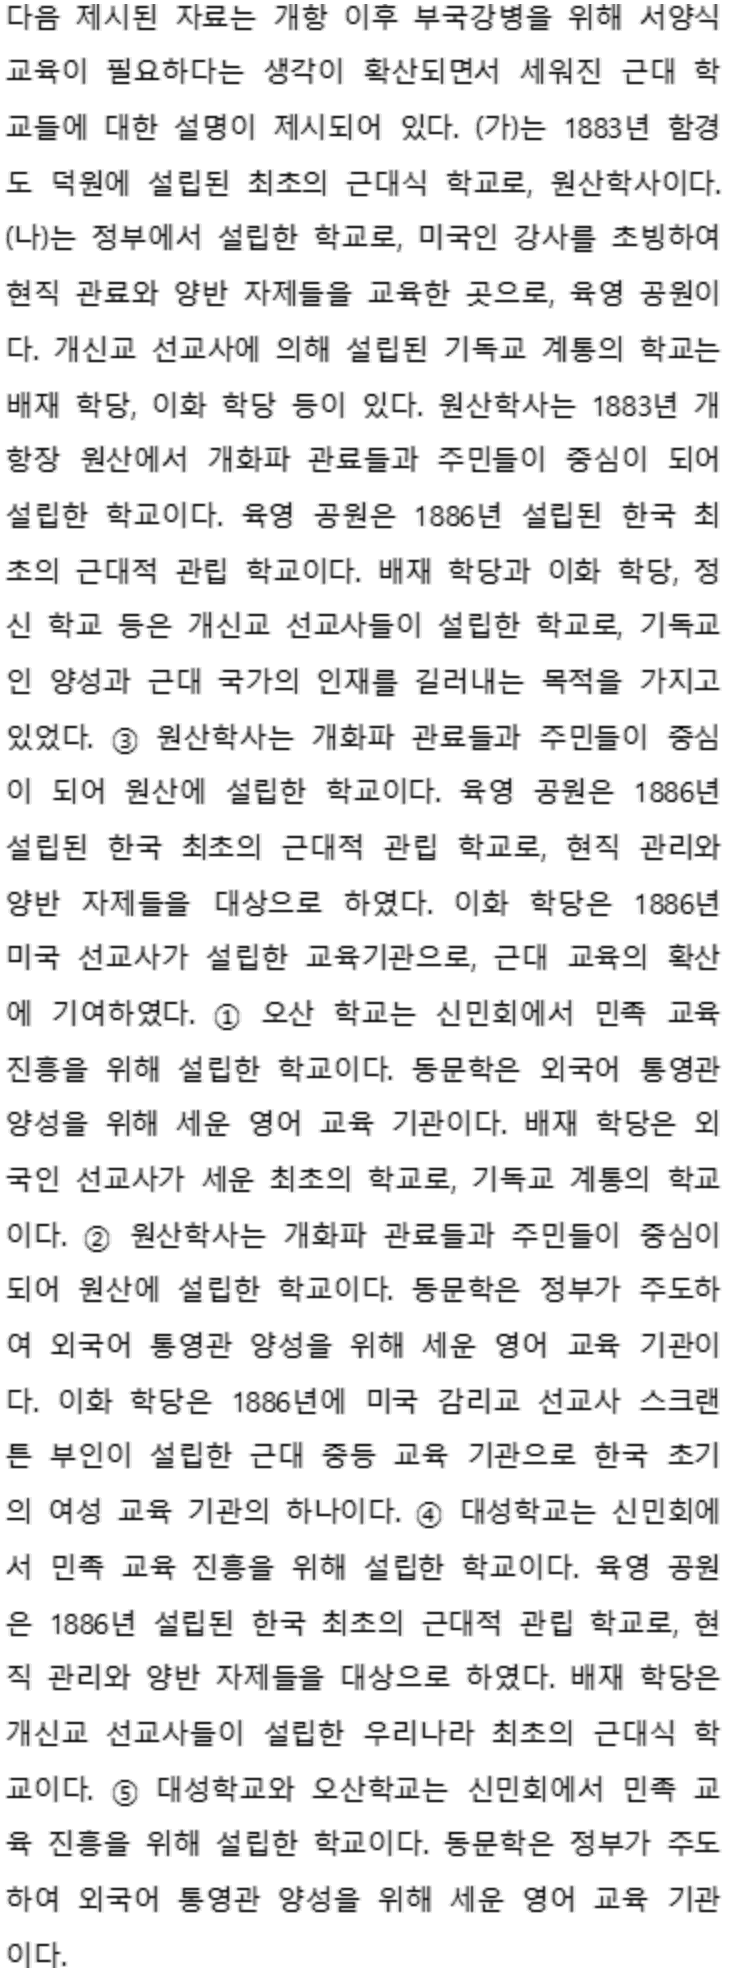 다음 제시된 자료는 개항 이후 부국강병을 위해 서양식
교육이 필요하다는 생각이 확산되면서 세워진 근대 학
교들에 대한 설명이 제시되어 있다. (가)는 1883년 함경
도 덕원에 설립된 최초의 근대식 학교로, 원산학사이다.
(나)는 정부에서 설립한 학교로, 미국인 강사를 초빙하여
현직 관료와 양반 자제들을 교육한 곳으로, 육영 공원이
다. 개신교 선교사에 의해 설립된 기독교 계통의 학교는
배재 학당, 이화 학당 등이 있다. 원산학사는 1883년 개
항장 원산에서 개화파 관료들과 주민들이 중심이 되어
설립한 학교이다. 육영 공원은 1886년 설립된 한국 최
초의 근대적 관립 학교이다. 배재 학당과 이화 학당, 정
신 학교 등은 개신교 선교사들이 설립한 학교로, 기독교
인 양성과 근대 국가의 인재를 길러내는 목적을 가지고
있었다. ③ 원산학사는 개화파 관료들과 주민들이 중심
이 되어 원산에 설립한 학교이다. 육영 공원은 1886년
설립된 한국 최초의 근대적 관립 학교로, 현직 관리와
양반 자제들을 대상으로 하였다. 이화 학당은 1886년
미국 선교사가 설립한 교육기관으로, 근대 교육의 확산
에 기여하였다. ① 오산 학교는 신민회에서 민족 교육
진흥을 위해 설립한 학교이다. 동문학은 외국어 통영관
양성을 위해 세운 영어 교육 기관이다. 배재 학당은 외
국인 선교사가 세운 최초의 학교로, 기독교 계통의 학교
이다. ② 원산학사는 개화파 관료들과 주민들이 중심이
되어 원산에 설립한 학교이다. 동문학은 정부가 주도하
여 외국어 통영관 양성을 위해 세운 영어 교육 기관이
다. 이화 학당은 1886년에 미국 감리교 선교사 스크랜
튼 부인이 설립한 근대 중등 교육 기관으로 한국 초기
의 여성 교육 기관의 하나이다. ④ 대성학교는 신민회에
서 민족 교육 진흥을 위해 설립한 학교이다. 육영 공원
은 1886년 설립된 한국 최초의 근대적 관립 학교로, 현
직 관리와 양반 자제들을 대상으로 하였다. 배재 학당은
개신교 선교사들이 설립한 우리나라 최초의 근대식 학
교이다. ⑤ 대성학교와 오산학교는 신민회에서 민족 교
육 진흥을 위해 설립한 학교이다. 동문학은 정부가 주도
하여 외국어 통영관 양성을 위해 세운 영어 교육 기관
이다.